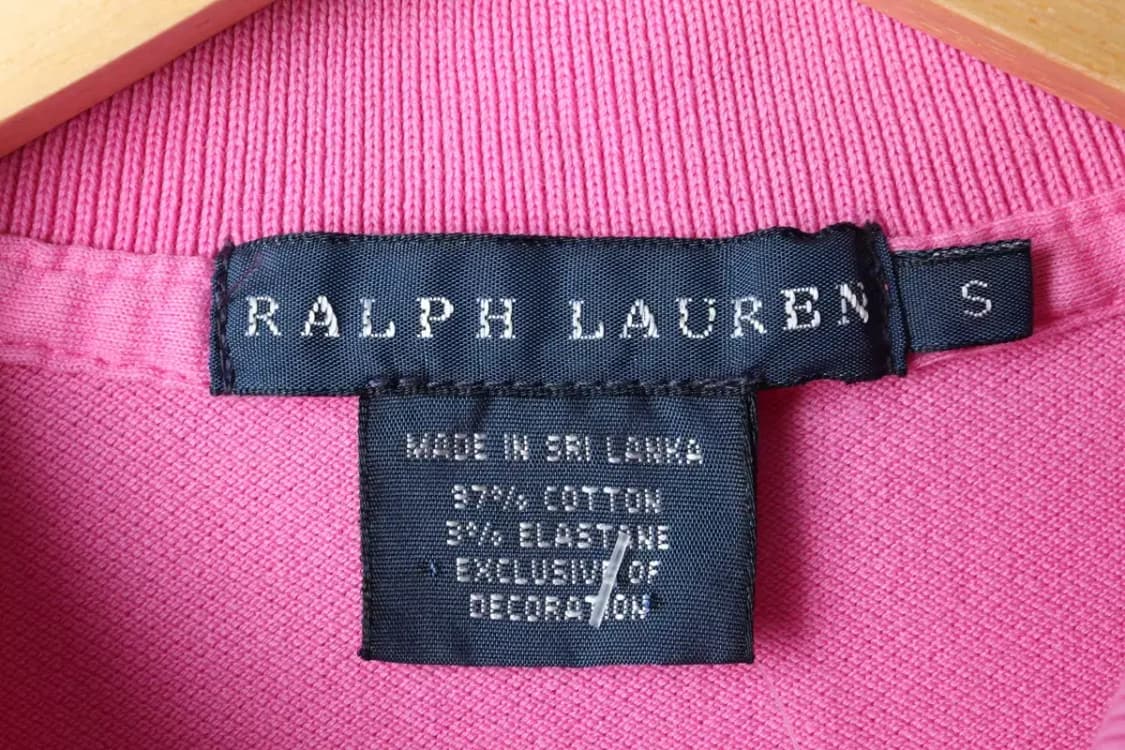 RALPH LAUREN
S
MADE IN SRI LANKA
97% COTTON
3% ELASTANE
EXCLUSIVE OF
DECORATION